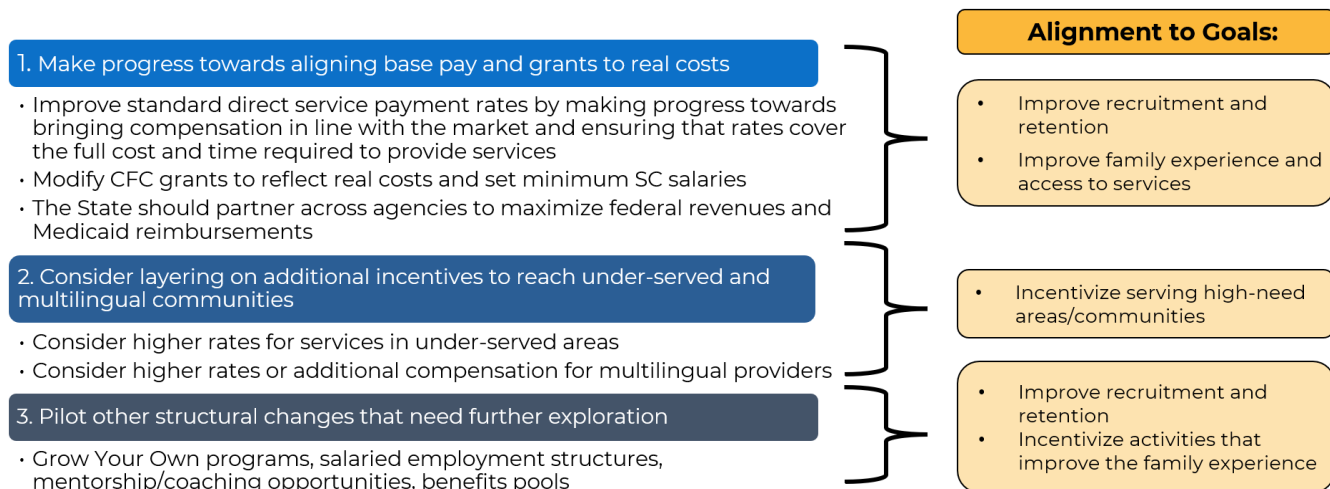 Alignment to Goals:
1. Make progress towards aligning base pay and grants to real costs
• Improve standard direct service payment rates by making progress towards
bringing compensation in line with the market and ensuring that rates cover
the full cost and time required to provide services
• Modify CFC grants to reflect real costs and set minimum SC salaries
• The State should partner across agencies to maximize federal revenues and
Medicaid reimbursements
• Improve recruitment and
retention
• Improve family experience and
access to services
2. Consider layering on additional incentives to reach under-served and
multilingual communities
• Consider higher rates for services in under-served areas
• Consider higher rates or additional compensation for multilingual providers
• Incentivize serving high-need
areas/communities
3. Pilot other structural changes that need further exploration
• Grow Your Own programs, salaried employment structures,
mentorship/coaching opportunities, benefits pools
• Improve recruitment and
retention
• Incentivize activities that
improve the family experience